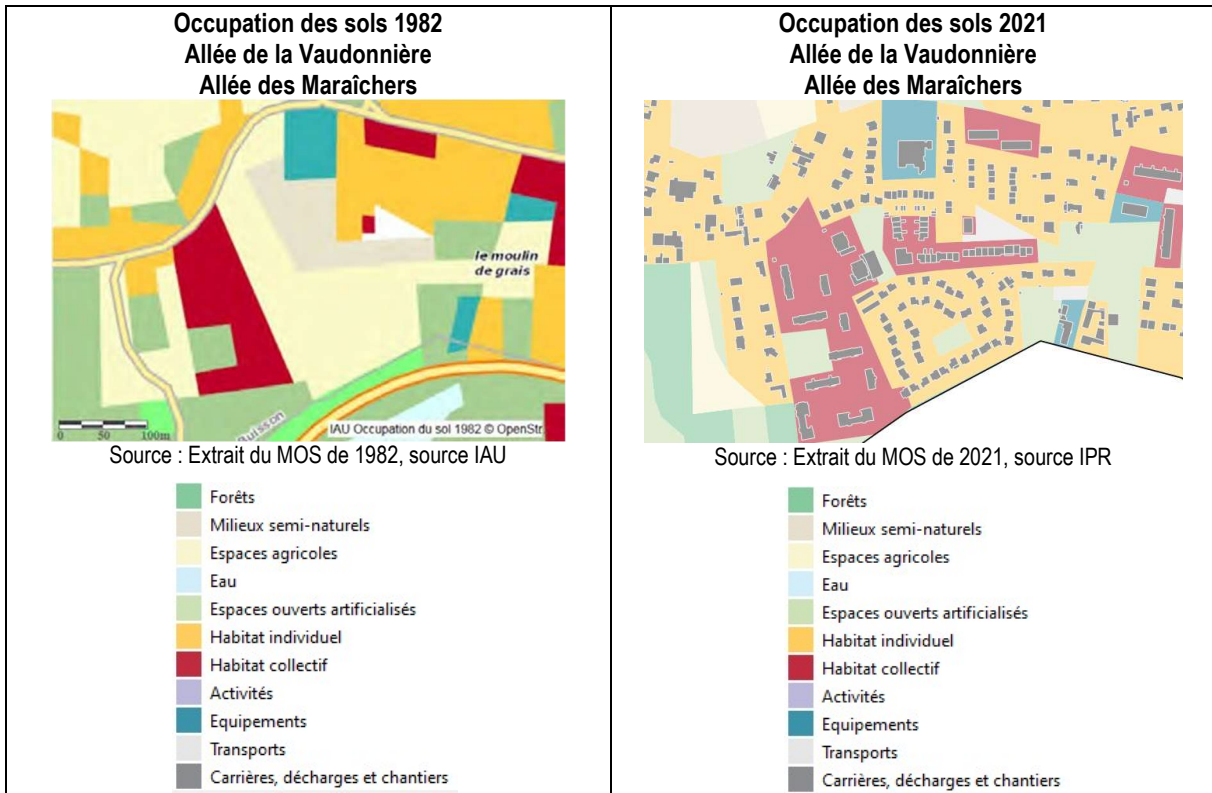 Occupation des sols 1982
Allée de la Vaudonnière
Allée des Maraîchers
le moulin
de grais
Buisson
0 50 100m
IAU Occupation du sol 1982 © OpenStr.
Source : Extrait du MOS de 1982, source IAU
Forêts
Milieux semi-naturels
Espaces agricoles
Eau
Espaces ouverts artificialisés
Habitat individuel
Habitat collectif
Activités
Equipements
Transports
Carrières, décharges et chantiers
Occupation des sols 2021
Allée de la Vaudonnière
Allée des Maraîchers
Source : Extrait du MOS de 2021, source IPR
Forêts
Milieux semi-naturels
Espaces agricoles
Eau
Espaces ouverts artificialisés
Habitat individuel
Habitat collectif
Activités
Equipements
Transports
Carrières, décharges et chantiers